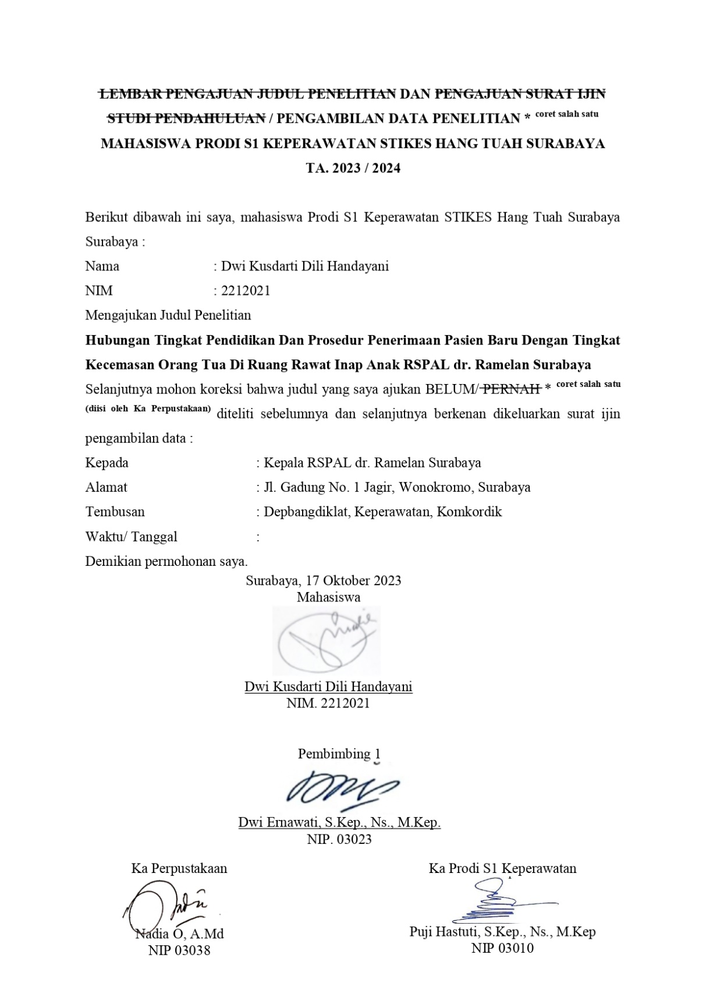 LEMBAR PENGAJUAN JUDUL PENELITIAN DAN PENGAJUAN SURAT IJIN
STUDI PENDAHULUAN / PENGAMBILAN DATA PENELITIAN * coret salah satu
MAHASISWA PRODI S1 KEPERAWATAN STIKES HANG TUAH SURABAYA
TA. 2023 / 2024
Berikut dibawah ini saya, mahasiswa Prodi S1 Keperawatan STIKES Hang Tuah Surabaya
Surabaya :
Nama : Dwi Kusdarti Dili Handayani
NIM : 2212021
Mengajukan Judul Penelitian
Hubungan Tingkat Pendidikan Dan Prosedur Penerimaan Pasien Baru Dengan Tingkat
Kecemasan Orang Tua Di Ruang Rawat Inap Anak RSPAL dr. Ramelan Surabaya
Selanjutnya mohon koreksi bahwa judul yang saya ajukan BELUM/ PERNAH * coret salah satu
(diisi oleh Ka Perpustakaan) diteliti sebelumnya dan selanjutnya berkenan dikeluarkan surat ijin
pengambilan data :
Kepada : Kepala RSPAL dr. Ramelan Surabaya
Alamat : Jl. Gadung No. 1 Jagir, Wonokromo, Surabaya
Tembusan : Depbangdiklat, Keperawatan, Komkordik
Waktu/ Tanggal :
Demikian permohonan saya.
Surabaya, 17 Oktober 2023
Mahasiswa
Dwi Kusdarti Dili Handayani
NIM. 2212021
Pembimbing 1
Dwi Ernawati, S.Kep., Ns., M.Kep.
NIP. 03023
Ka Perpustakaan
Nadia O, A.Md
NIP 03038
Ka Prodi S1 Keperawatan
Puji Hastuti, S.Kep., Ns., M.Kep
NIP 03010